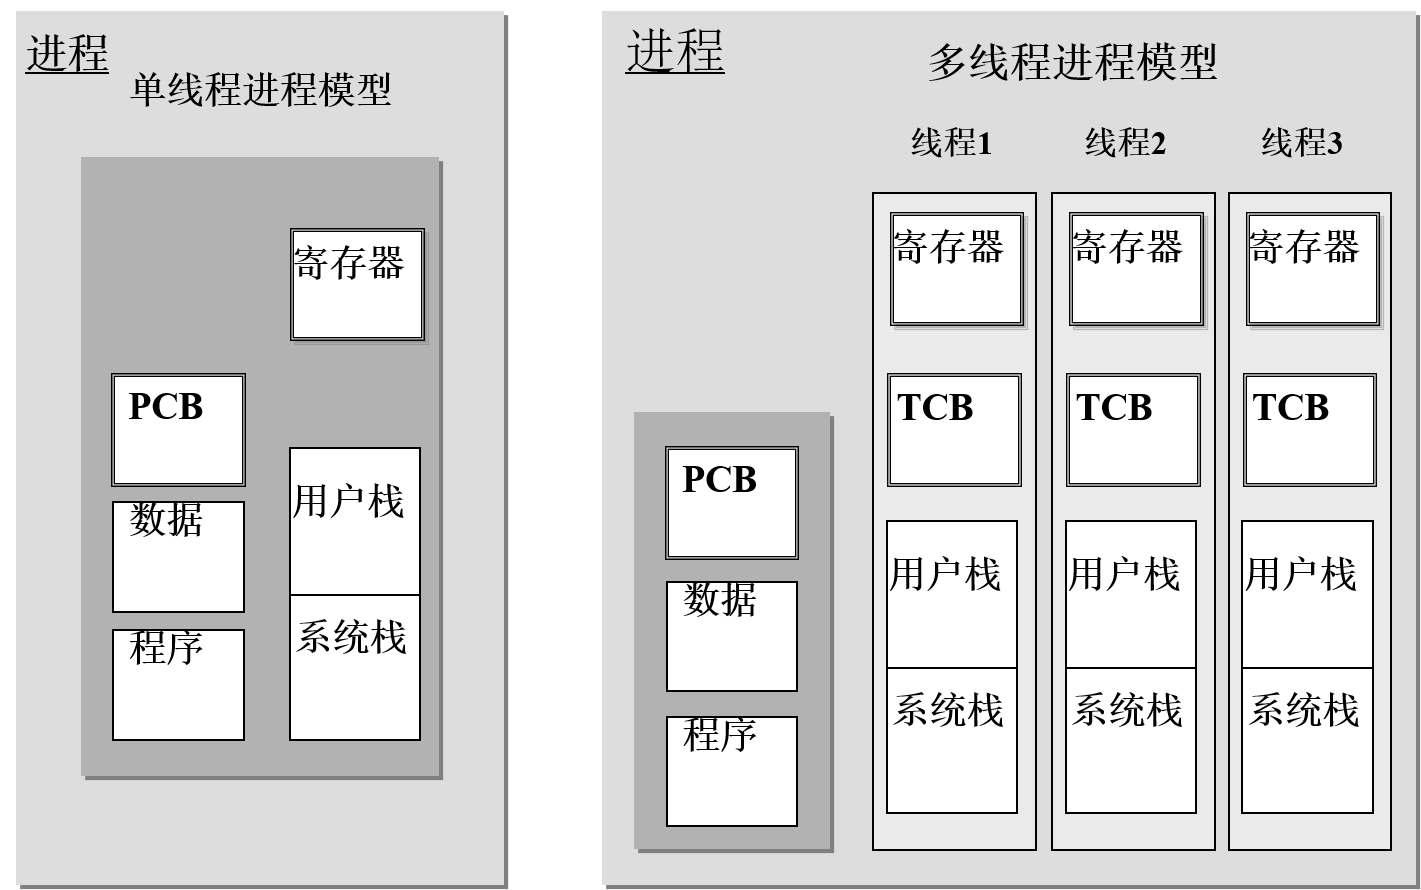 进程
单线程进程模型
寄存器
PCB
数据
用户栈
程序
系统栈
进程
多线程进程模型
线程1
线程2
线程3
寄存器
寄存器
寄存器
PCB
TCB
TCB
TCB
数据
用户栈
用户栈
用户栈
程序
系统栈
系统栈
系统栈